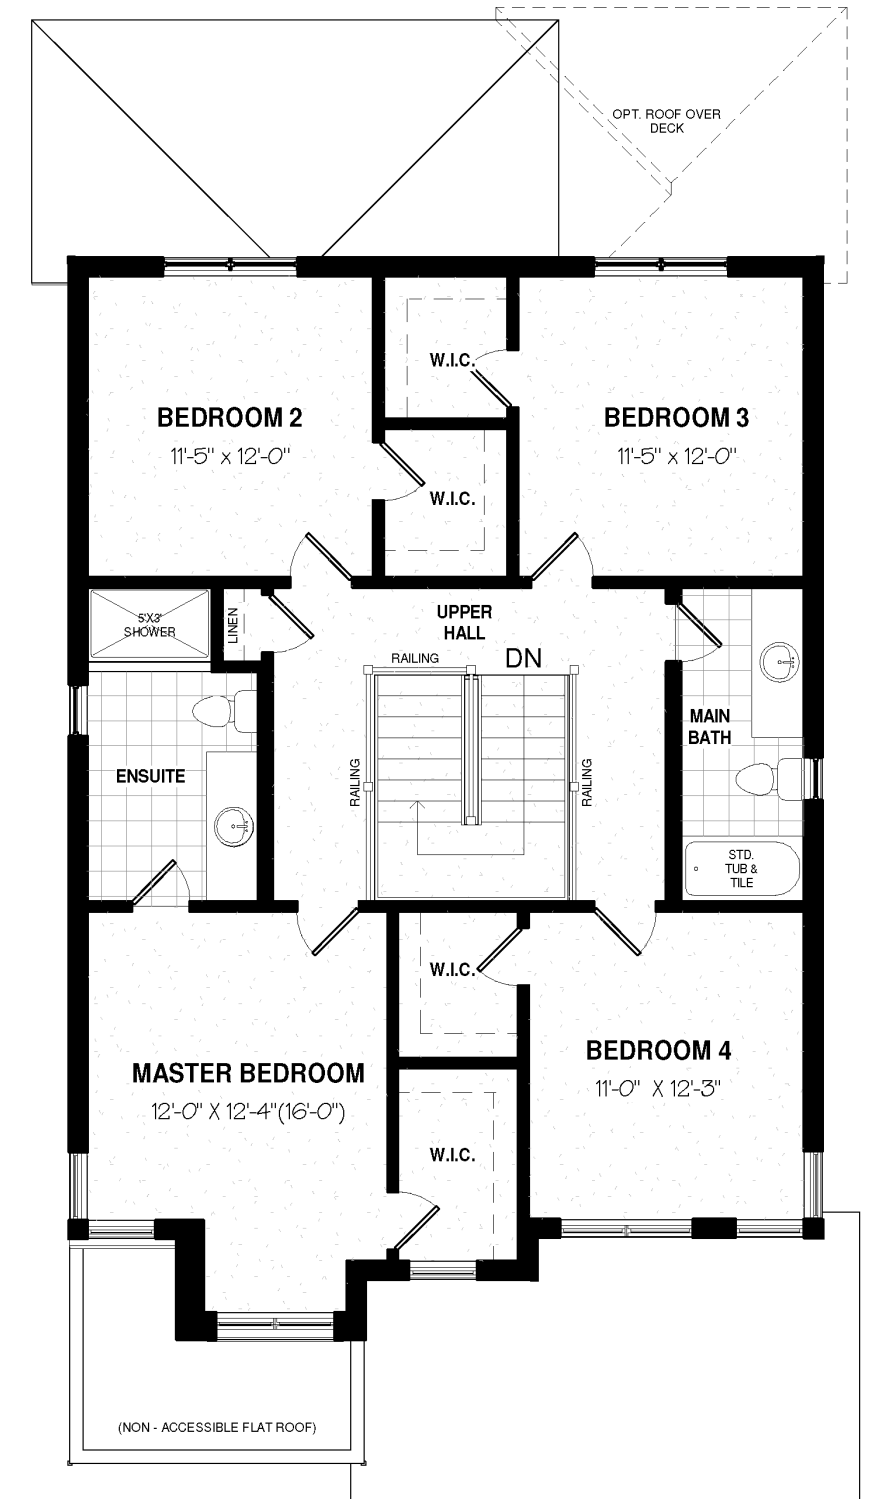 OPT. ROOF OVER
DECK
W.I.C.
BEDROOM 2
11'-5" x 12'-0"
BEDROOM 3
11'-5" x 12'-0"
W.I.C.
5'X3'
SHOWER
LINEN
UPPER
HALL
RAILING
DN
MAIN
BATH
ENSUITE
RAILING
RAILING
STD.
TUB &
TILE
W.I.C.
BEDROOM 4
11'-0" X 12'-3"
MASTER BEDROOM
12'-0" X 12'-4"(16'-0")
W.I.C.
(NON - ACCESSIBLE FLAT ROOF)